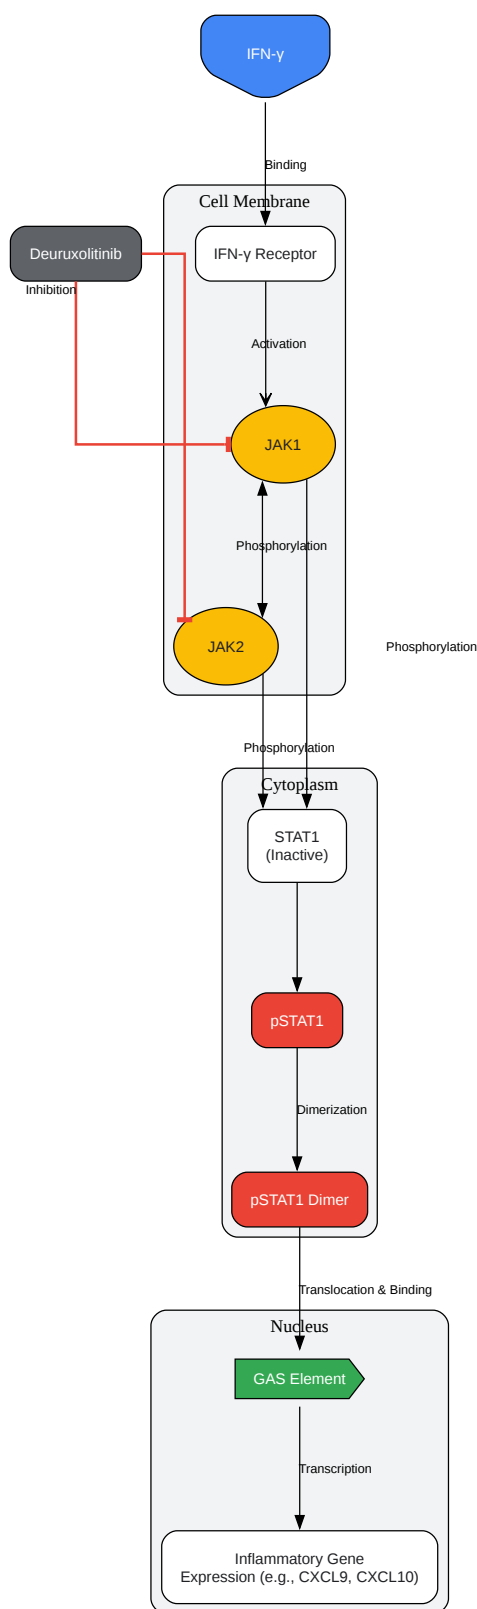 IFN-γ
Binding
Cell Membrane
Deuruxolitinib
IFN-γ Receptor
Inhibition
Activation
JAK1
Phosphorylation
JAK2
Phosphorylation
Phosphorylation
Cytoplasm
STAT1
(Inactive)
pSTAT1
Dimerization
pSTAT1 Dimer
Translocation & Binding
Nucleus
GAS Element
Transcription
Inflammatory Gene
Expression (e.g., CXCL9, CXCL10)